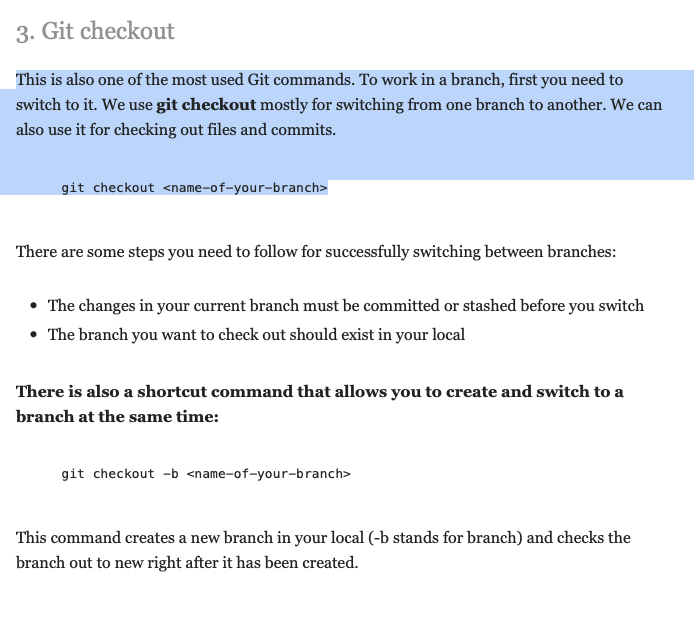 3. Git checkout
This is also one of the most used Git commands. To work in a branch, first you need to
switch to it. We use git checkout mostly for switching from one branch to another. We can
also use it for checking out files and commits.
git checkout <name-of-your-branch>
There are some steps you need to follow for successfully switching between branches:
• The changes in your current branch must be committed or stashed before you switch
• The branch you want to check out should exist in your local
There is also a shortcut command that allows you to create and switch to a
branch at the same time:
git checkout -b <name-of-your-branch>
This command creates a new branch in your local (-b stands for branch) and checks the
branch out to new right after it has been created.